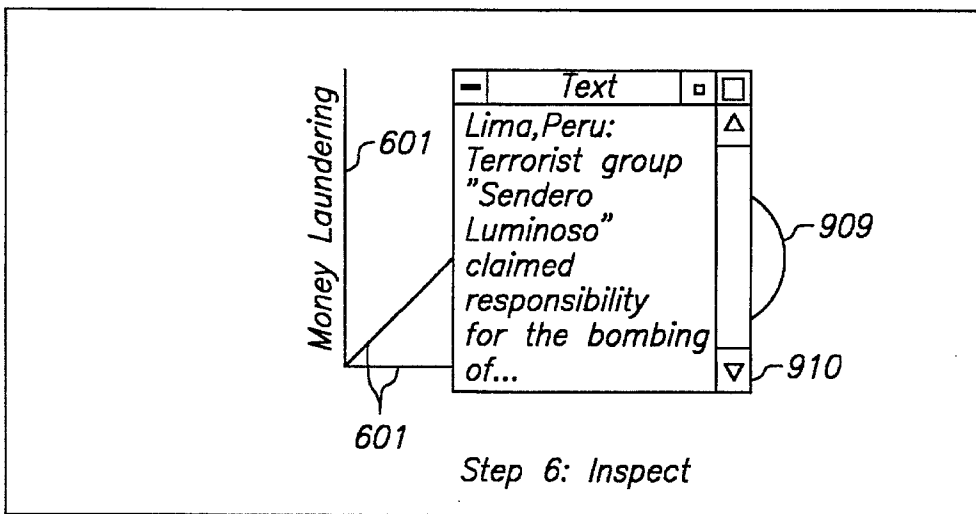 Text
Money Laundering
601
Lima,Peru:
Terrorist group
"Sendero
Luminoso"
claimed
responsibility
for the bombing
of...
909
910
601
Step 6: Inspect